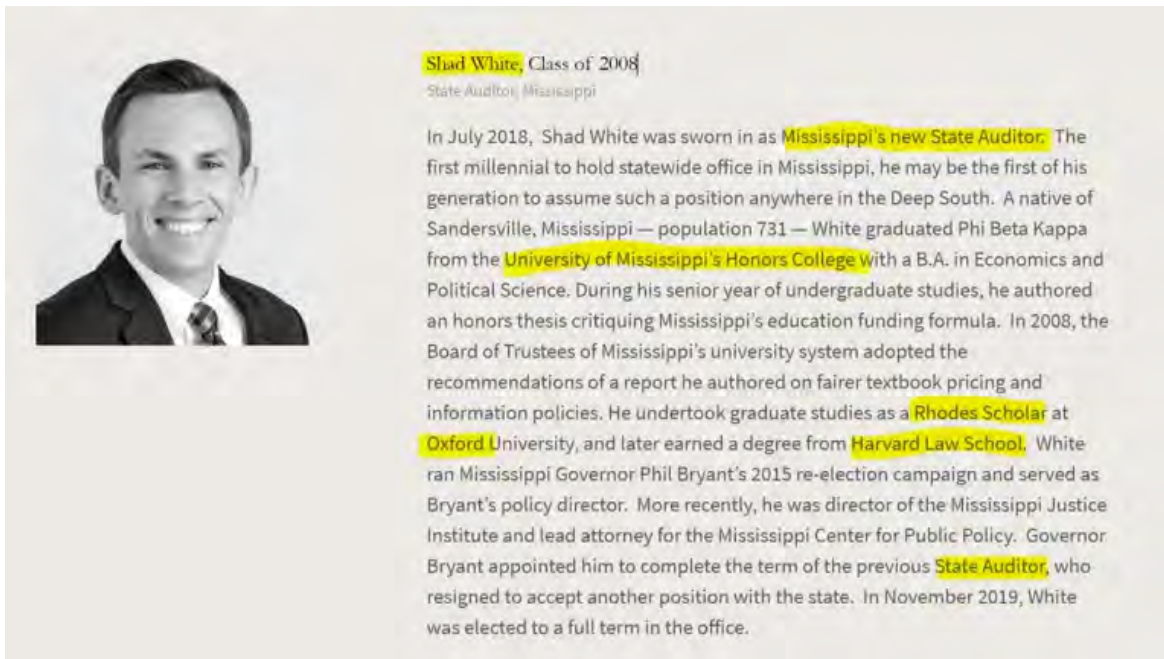 Shad White, Class of 2008
State Auditor, Mississippi
In July 2018, Shad White was sworn in as Mississippi's new State Auditor. The
first millennial to hold statewide office in Mississippi, he may be the first of his
generation to assume such a position anywhere in the Deep South. A native of
Sandersville, Mississippi — population 731 — White graduated Phi Beta Kappa
from the University of Mississippi's Honors College with a B.A. in Economics and
Political Science. During his senior year of undergraduate studies, he authored
an honors thesis critiquing Mississippi's education funding formula. In 2008, the
Board of Trustees of Mississippi's university system adopted the
recommendations of a report he authored on fairer textbook pricing and
information policies. He undertook graduate studies as a Rhodes Scholar at
Oxford University, and later earned a degree from Harvard Law School. White
ran Mississippi Governor Phil Bryant's 2015 re-election campaign and served as
Bryant's policy director. More recently, he was director of the Mississippi Justice
Institute and lead attorney for the Mississippi Center for Public Policy. Governor
Bryant appointed him to complete the term of the previous State Auditor, who
resigned to accept another position with the state. In November 2019, White
was elected to a full term in the office.